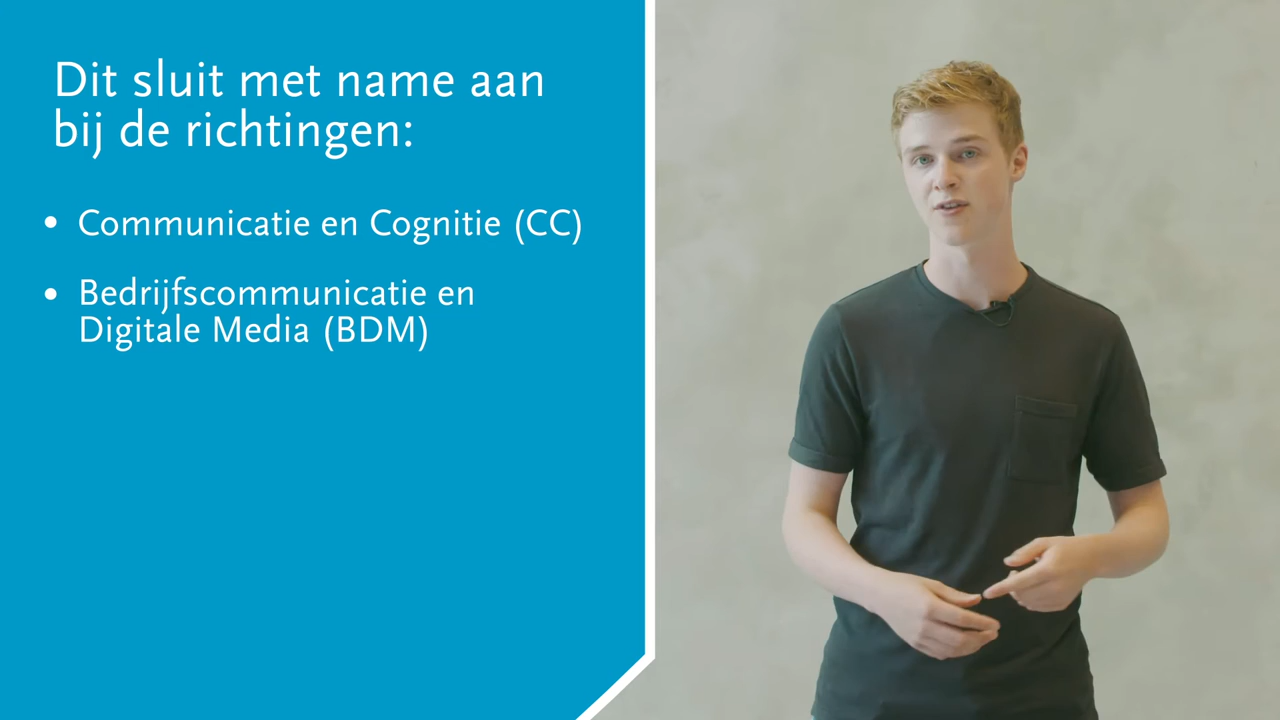 Dit sluit met name aan
bij de richtingen:
• Communicatie en Cognitie (CC)
• Bedrijfscommunicatie en
Digitale Media (BDM)